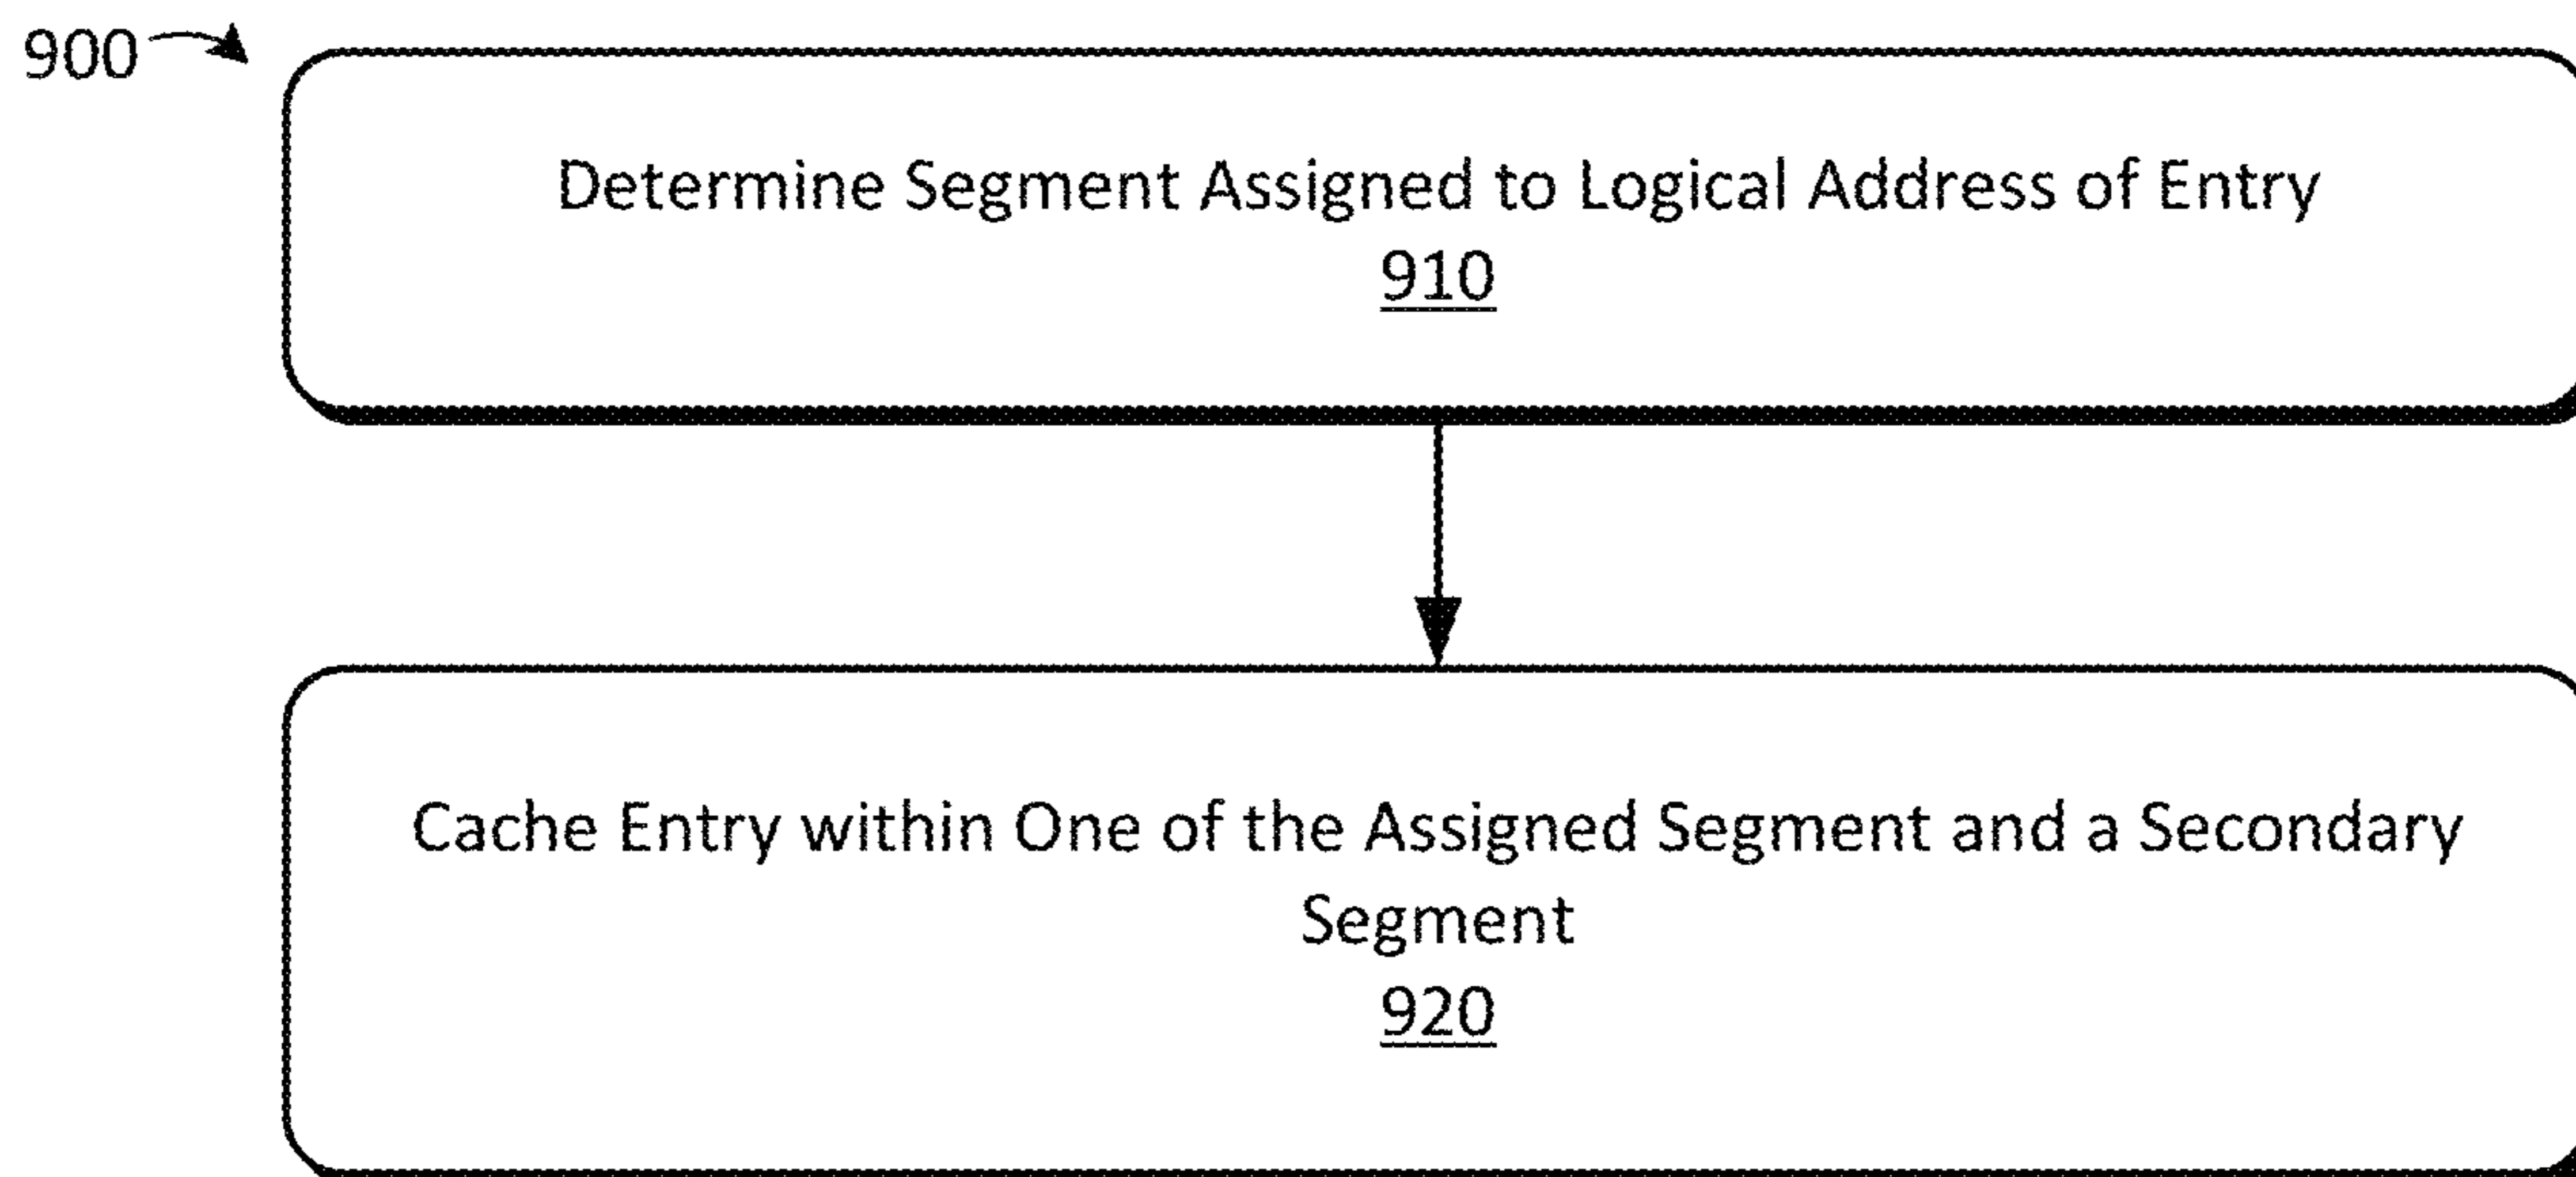 900
Determine Segment Assigned to Logical Address of Entry
910
Cache Entry within One of the Assigned Segment and a Secondary
Segment
920